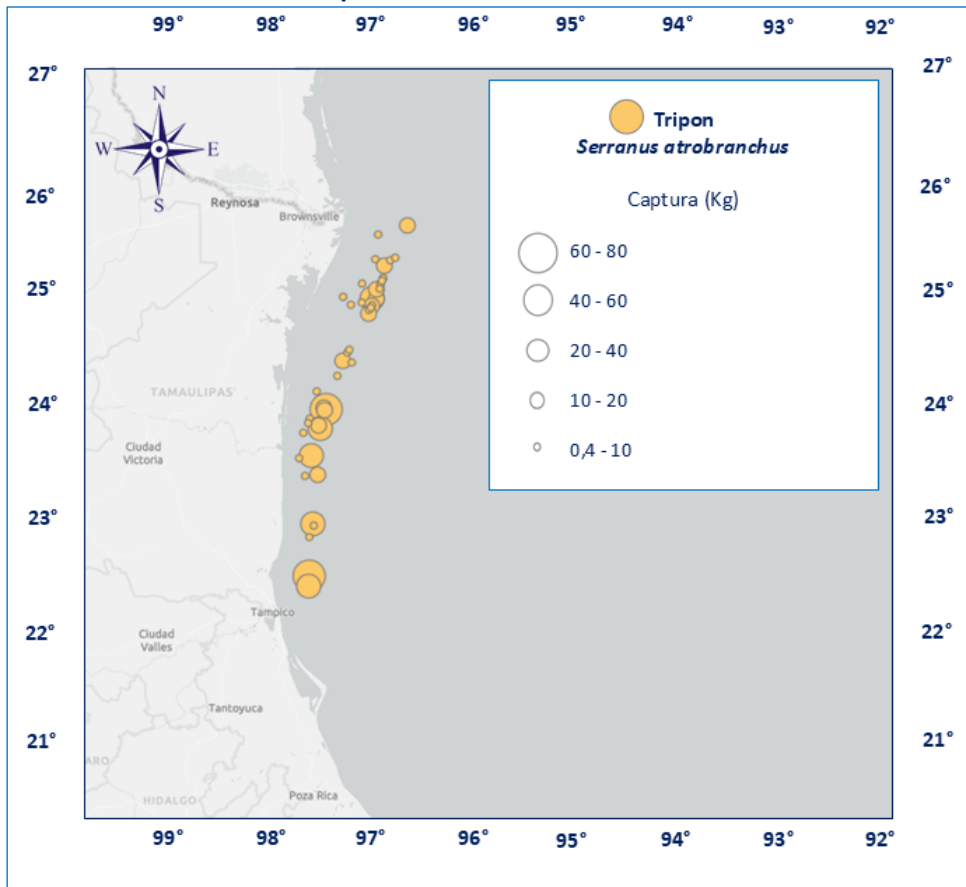 99° 98° 97° 96° 95° 94° 93° 92°
27° 27°
N
W E
S
Tripon
Serranus atrobranchus
Captura (Kg)
60 - 80
40 - 60
20 - 40
10 - 20
0,4 - 10
26° 26°
Reynosa
Brownsville
25° 25°
TAMAULIPAS
24° 24°
Ciudad
Victoria
23° 23°
Tampico
22° 22°
Ciudad
Valles
Tantoyuca
21° 21°
ARO
HIDALGO
Poza Rica
99° 98° 97° 96° 95° 94° 93° 92°